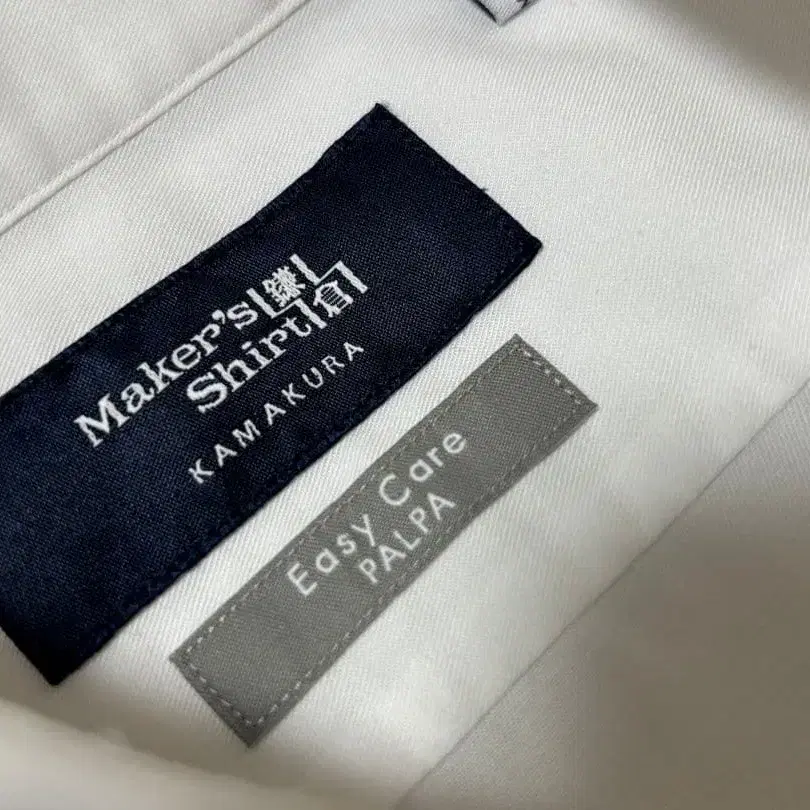 Maker's 鎌
Shirt 倉
KAMAKURA
Easy Care
PALPA